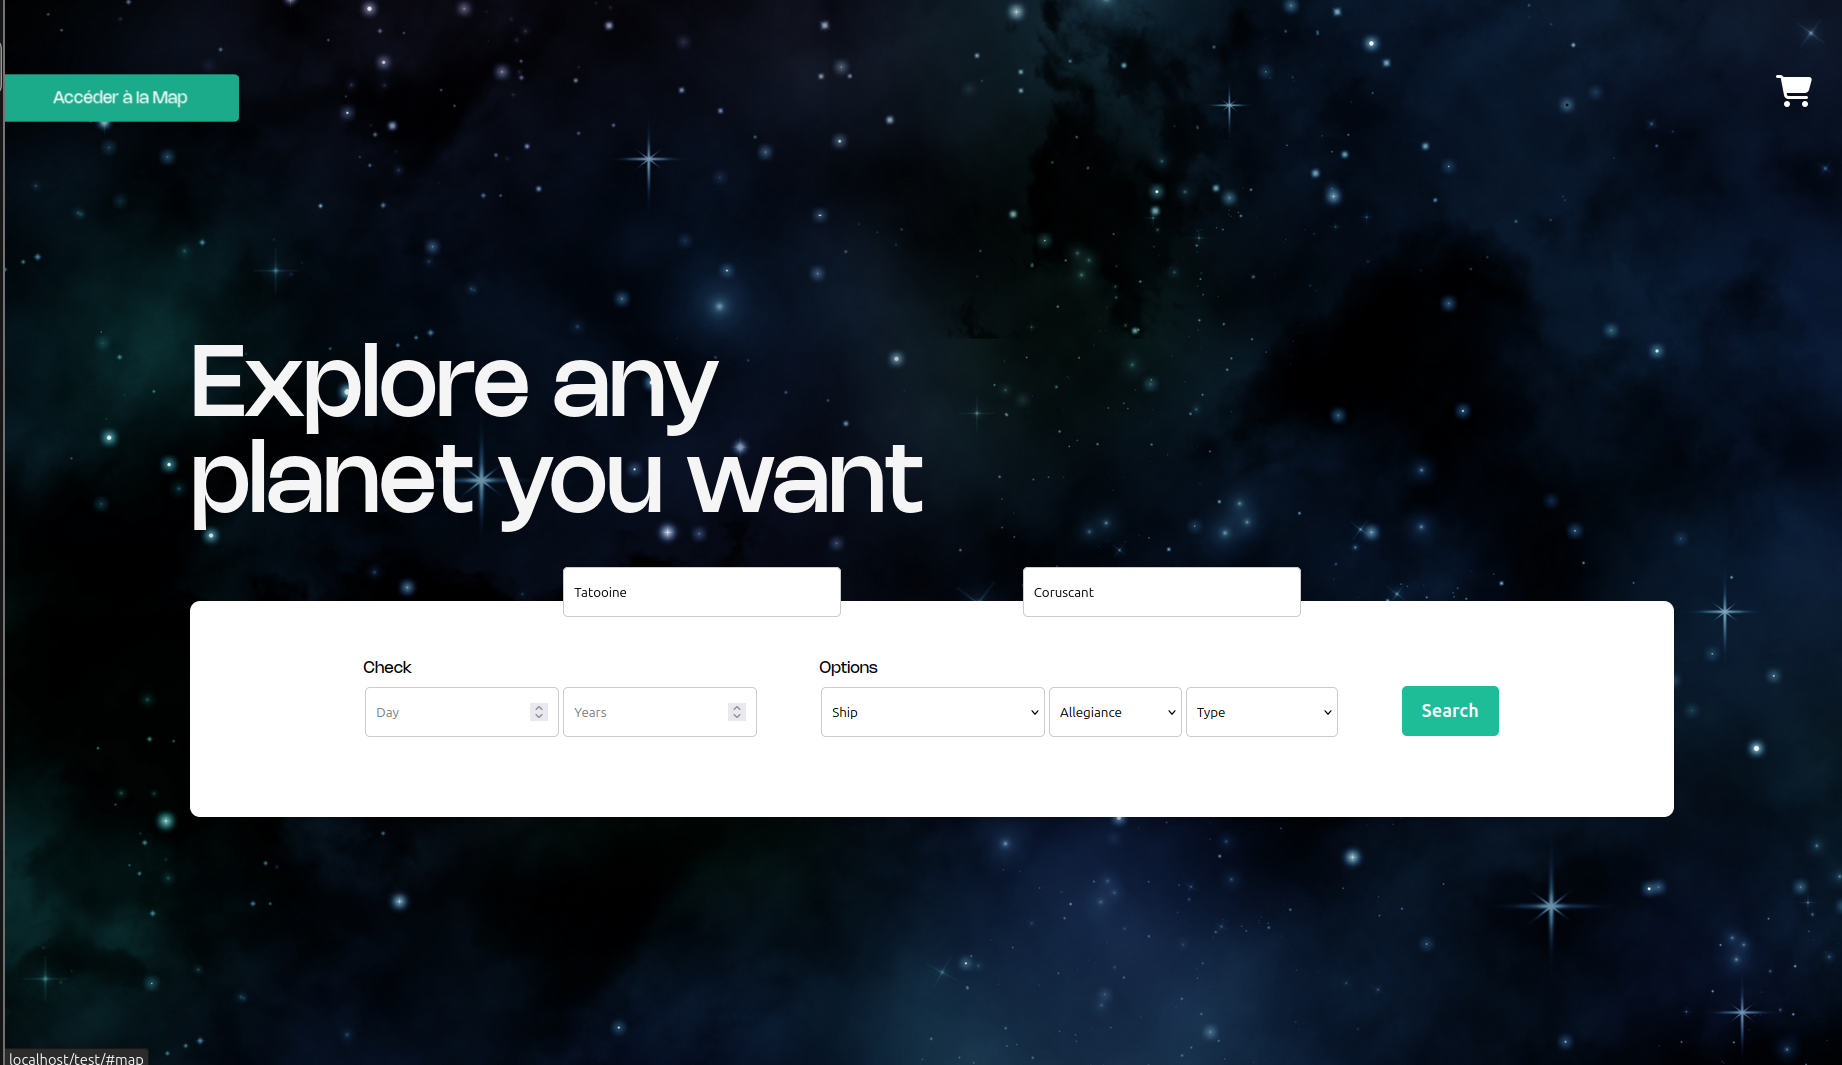 Accéder à la Map
Explore any
planet you want
Tatooine
Coruscant
Check
Options
Day
Years
Ship
Allegiance
Type
Search
localhost/test/#map